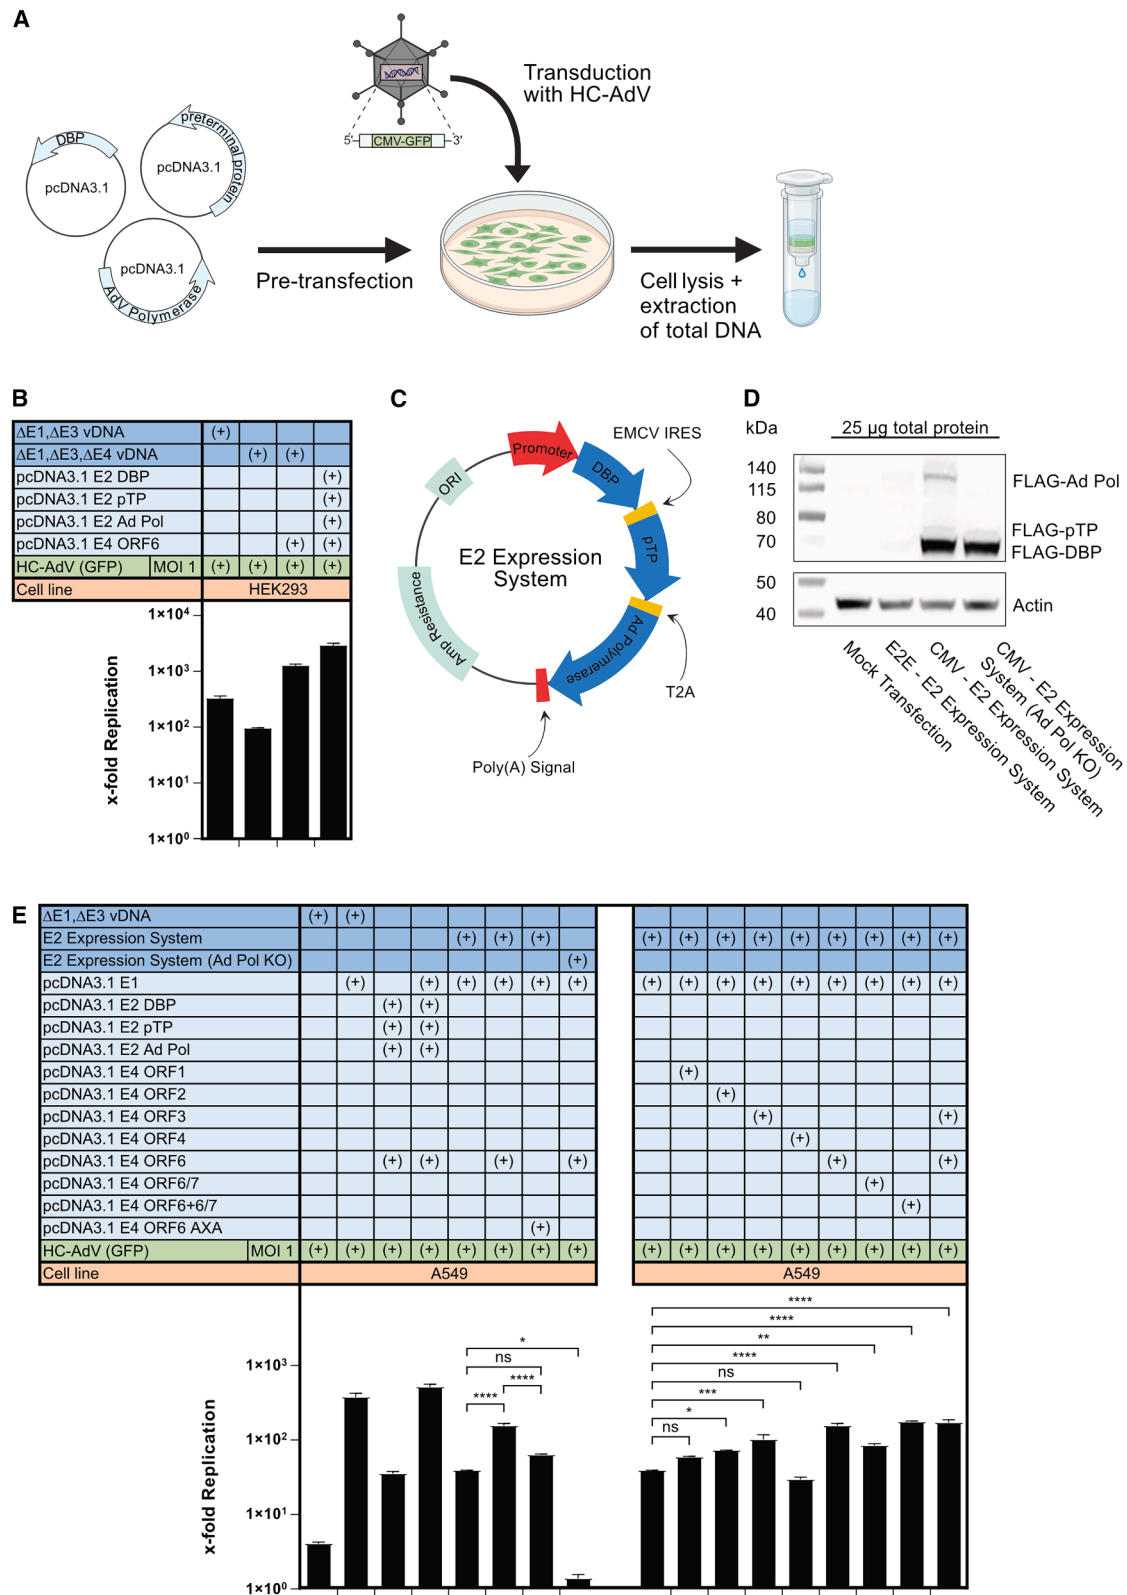 A
Transduction
with HC-AdV
5'
CMV-GFP
3'
DBP
pcDNA3.1
preterminal protein
pcDNA3.1
pcDNA3.1
AdV Polymerase
Pre-transfection
Cell lysis +
extraction
of total DNA
B
ΔE1,ΔE3 vDNA (+)
ΔE1,ΔE3,ΔE4 vDNA (+) (+)
pcDNA3.1 E2 DBP (+)
pcDNA3.1 E2 pTP (+)
pcDNA3.1 E2 Ad Pol (+)
pcDNA3.1 E4 ORF6 (+) (+)
HC-AdV (GFP) MOI 1 (+) (+) (+) (+)
Cell line HEK293
x-fold Replication
1×10⁴
1×10³
1×10²
1×10¹
1×10⁰
C
Promoter
DBP
EMCV IRES
pTP
Ad Polymerase
T2A
Poly(A) Signal
Amp Resistance
ORI
E2 Expression
System
D
kDa
25 µg total protein
140
115
80
70
50
40
FLAG-Ad Pol
FLAG-pTP
FLAG-DBP
Actin
Mock Transfection
E2E - E2 Expression System
CMV - E2 Expression System
CMV - E2 Expression
System (Ad Pol KO)
E
ΔE1,ΔE3 vDNA (+) (+)
E2 Expression System (+) (+) (+) (+) (+) (+) (+) (+) (+) (+) (+) (+)
E2 Expression System (Ad Pol KO) (+)
pcDNA3.1 E1 (+) (+) (+) (+) (+) (+) (+) (+) (+) (+) (+) (+) (+) (+) (+)
pcDNA3.1 E2 DBP (+) (+)
pcDNA3.1 E2 pTP (+) (+)
pcDNA3.1 E2 Ad Pol (+) (+)
pcDNA3.1 E4 ORF1 (+)
pcDNA3.1 E4 ORF2 (+)
pcDNA3.1 E4 ORF3 (+) (+)
pcDNA3.1 E4 ORF4 (+)
pcDNA3.1 E4 ORF6 (+) (+) (+) (+) (+) (+)
pcDNA3.1 E4 ORF6/7 (+)
pcDNA3.1 E4 ORF6+6/7 (+)
pcDNA3.1 E4 ORF6 AXA (+)
HC-AdV (GFP) MOI 1 (+) (+) (+) (+) (+) (+) (+) (+) (+) (+) (+) (+) (+) (+) (+) (+) (+)
Cell line A549 A549
x-fold Replication
1×10³
1×10²
1×10¹
1×10⁰
*
ns
****
****
****
****
**
****
ns
***
*
ns